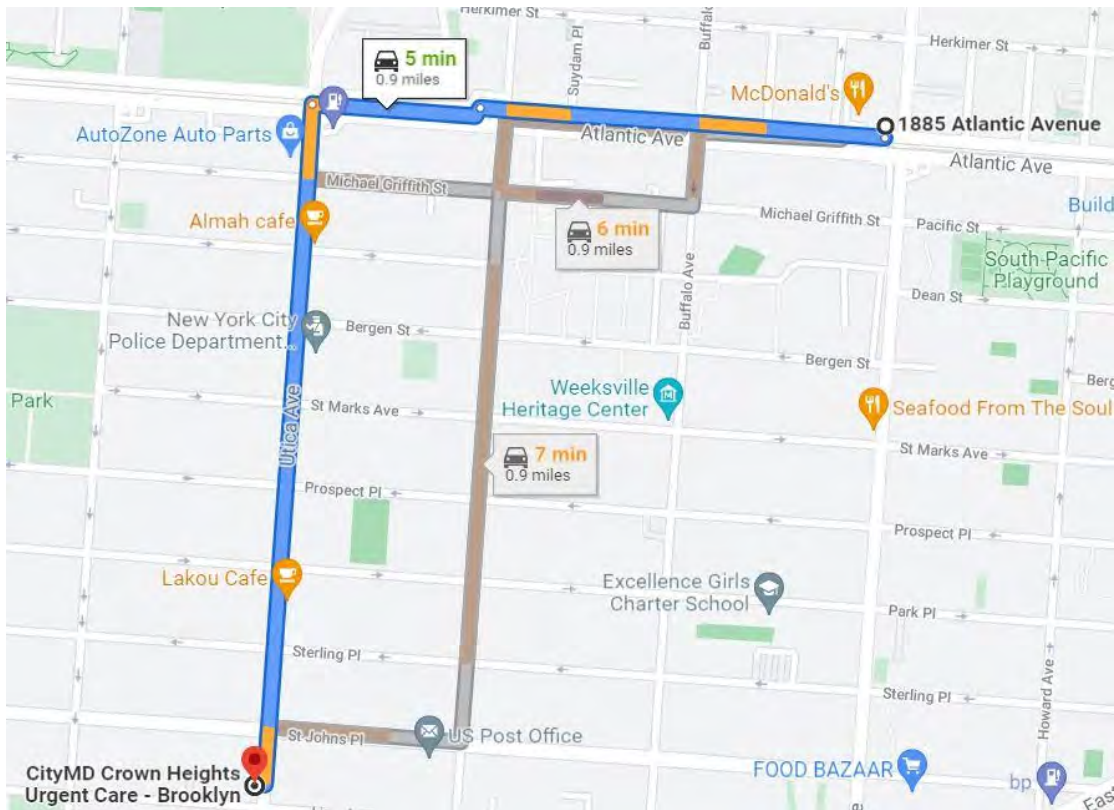 Herkimer St
Suydam Pl
Buffalo
Herkimer St
5 min
0.9 miles
McDonald's
AutoZone Auto Parts
Atlantic Ave
1885 Atlantic Avenue
Atlantic Ave
Michael Griffith St
Almah cafe
6 min
0.9 miles
Michael Griffith St
Pacific St
Build
South-Pacific
Playground
Buffalo Ave
Dean St
New York City
Police Department...
Bergen St
Bergen St
Berg
Park
Utica Ave
St Marks Ave
Weeksville
Heritage Center
Seafood From The Soul
St Marks Ave
7 min
0.9 miles
Prospect Pl
Prospect Pl
Lakou Cafe
Excellence Girls
Charter School
Park Pl
Sterling Pl
Sterling Pl
Howard Ave
St Johns Pl
US Post Office
CityMD Crown Heights
Urgent Care - Brooklyn
FOOD BAZAAR
bp
Eas